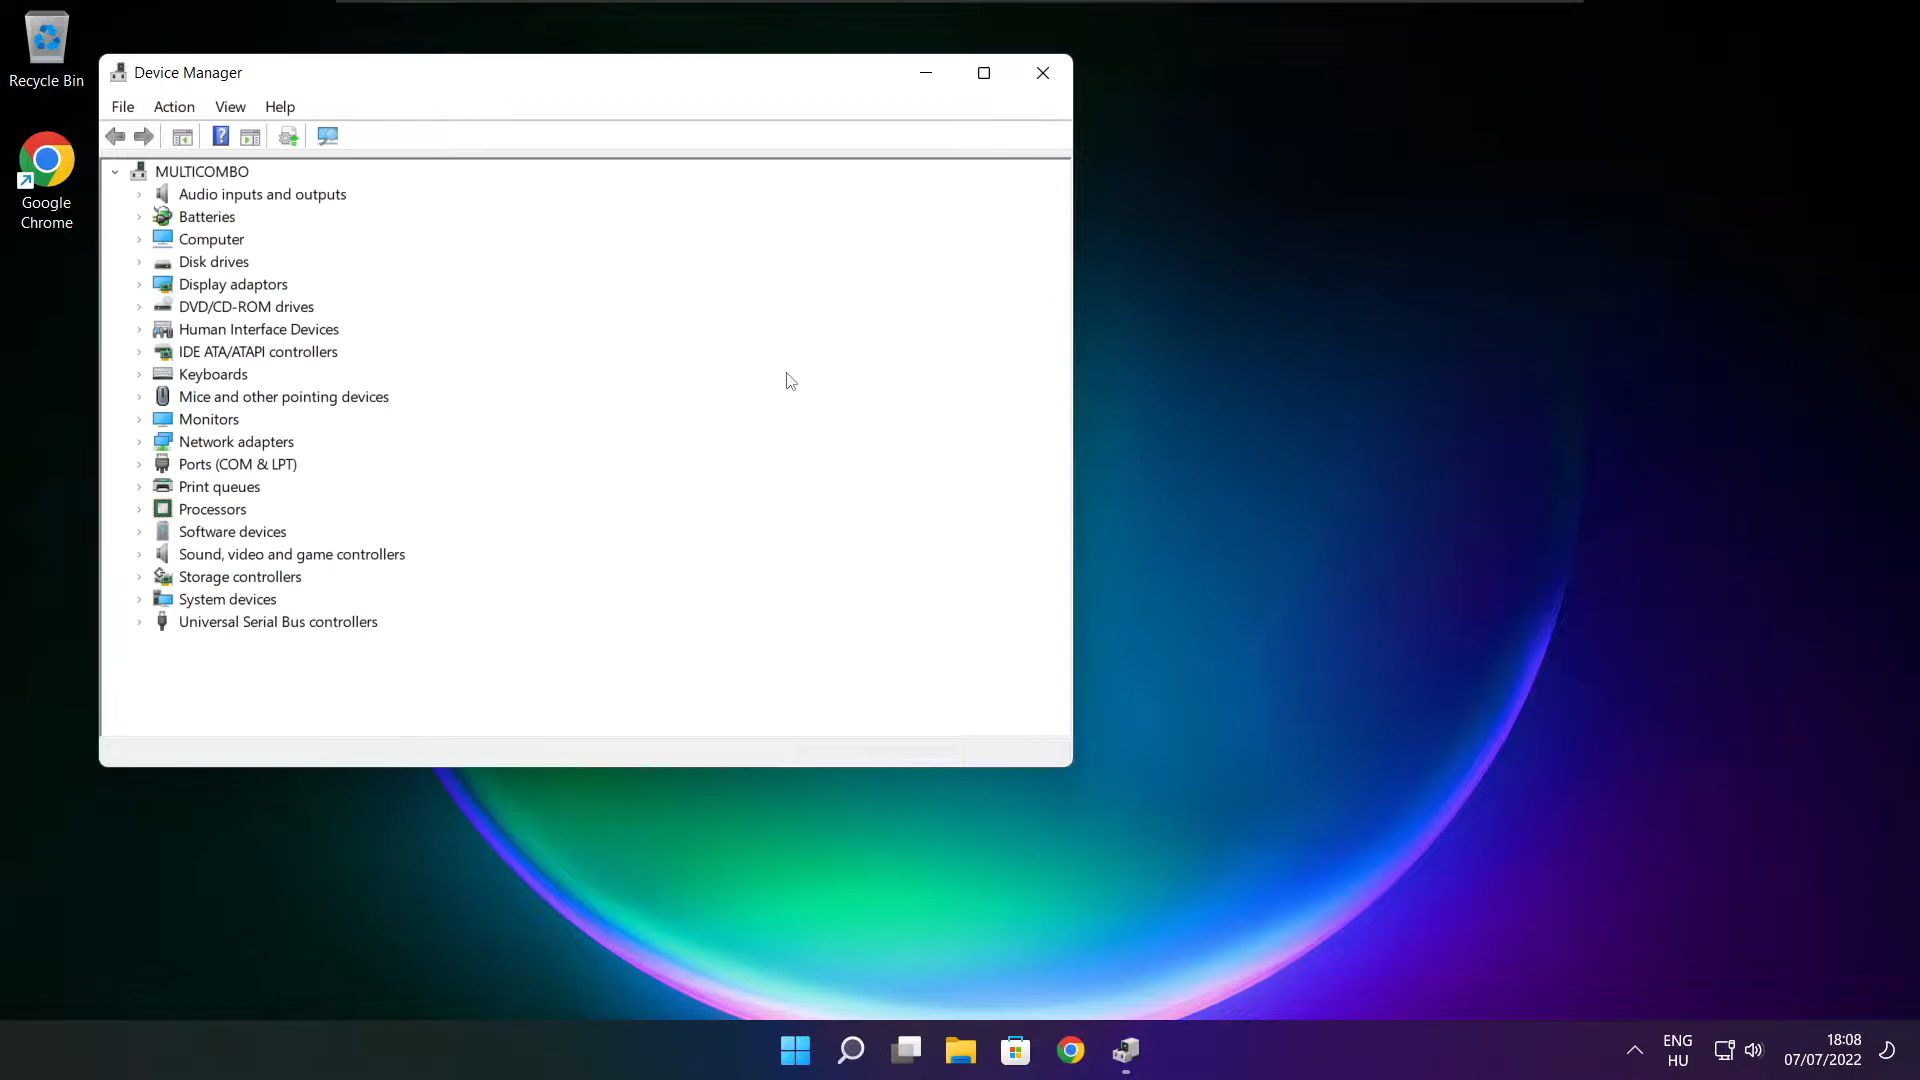 Recycle Bin
Google
Chrome
Device Manager
File Action View Help
MULTICOMBO
Audio inputs and outputs
Batteries
Computer
Disk drives
Display adaptors
DVD/CD-ROM drives
Human Interface Devices
IDE ATA/ATAPI controllers
Keyboards
Mice and other pointing devices
Monitors
Network adapters
Ports (COM & LPT)
Print queues
Processors
Software devices
Sound, video and game controllers
Storage controllers
System devices
Universal Serial Bus controllers
ENG
HU
18:08
07/07/2022